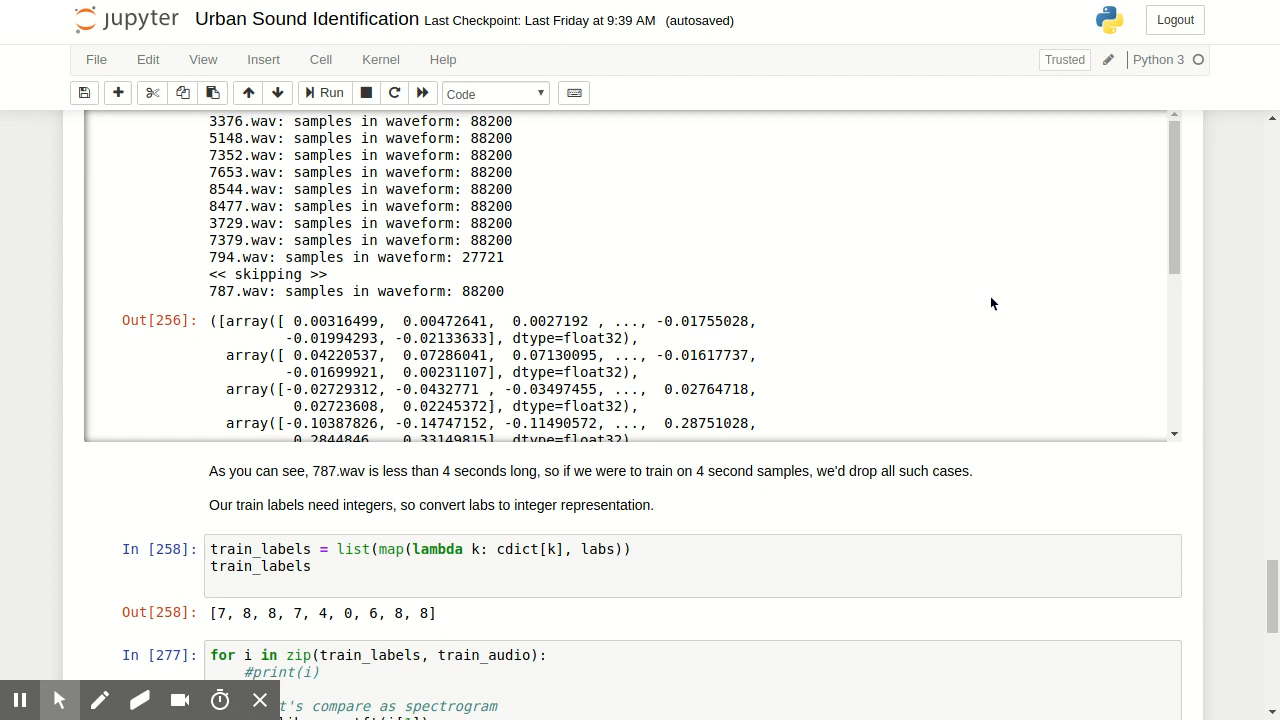 jupyter Urban Sound Identification Last Checkpoint: Last Friday at 9:39 AM (autosaved)
Logout
File Edit View Insert Cell Kernel Help
Trusted Python 3
Run Code
3376.wav: samples in waveform: 88200
5148.wav: samples in waveform: 88200
7352.wav: samples in waveform: 88200
7653.wav: samples in waveform: 88200
8544.wav: samples in waveform: 88200
8477.wav: samples in waveform: 88200
3729.wav: samples in waveform: 88200
7379.wav: samples in waveform: 88200
794.wav: samples in waveform: 27721
<< skipping >>
787.wav: samples in waveform: 88200
Out[256]: ([array([ 0.00316499, 0.00472641, 0.0027192 , ..., -0.01755028,
-0.01994293, -0.02133633], dtype=float32),
array([ 0.04220537, 0.07286041, 0.07130095, ..., -0.01617737,
-0.01699921, 0.00231107], dtype=float32),
array([-0.02729312, -0.0432771 , -0.03497455, ..., 0.02764718,
0.02723608, 0.02245372], dtype=float32),
array([-0.10387826, -0.14747152, -0.11490572, ..., 0.28751028,
0.2844846 , 0.33149815], dtype=float32),
As you can see, 787.wav is less than 4 seconds long, so if we were to train on 4 second samples, we'd drop all such cases.
Our train labels need integers, so convert labs to integer representation.
In [258]: train_labels = list(map(lambda k: cdict[k], labs))
train_labels
Out[258]: [7, 8, 8, 7, 4, 0, 6, 8, 8]
In [277]: for i in zip(train_labels, train_audio):
#print(i)
t's compare as spectrogram